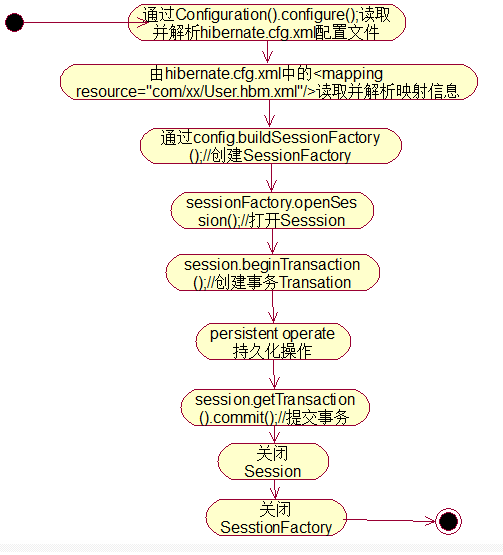 通过Configuration().configure();读取
并解析hibernate.cfg.xml配置文件
由hibernate.cfg.xml中的<mapping
resource="com/xx/User.hbm.xml"/>读取并解析映射信息
通过config.buildSessionFactory
();//创建SessionFactory
sessionFactory.openSes
sion();//打开Sesssion
session.beginTransaction
();//创建事务Transation
persistent operate
持久化操作
session.getTransaction
().commit();//提交事务
关闭
Session
关闭
SesstionFactory